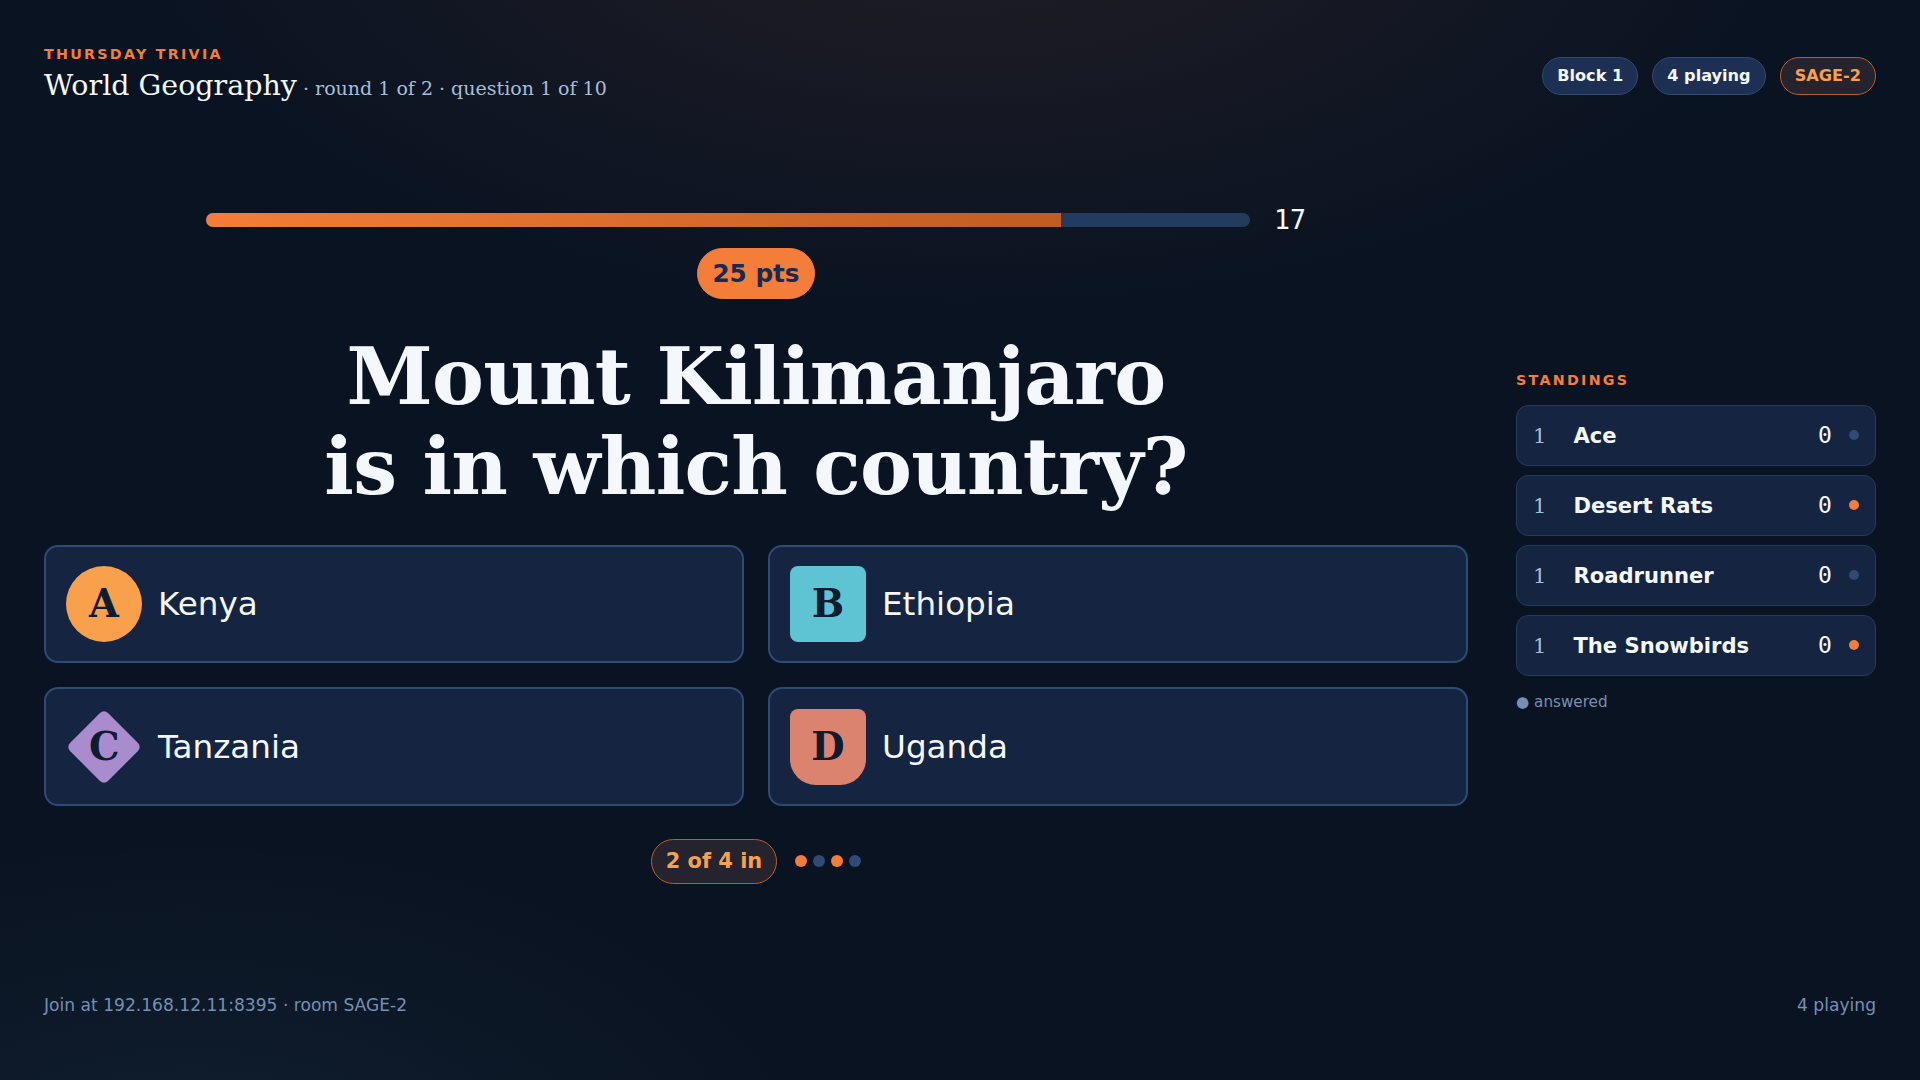 THURSDAY TRIVIA
World Geography · round 1 of 2 · question 1 of 10
Block 1
4 playing
SAGE-2
17
25 pts
Mount Kilimanjaro
is in which country?
A Kenya
B Ethiopia
C Tanzania
D Uganda
2 of 4 in
STANDINGS
1 Ace 0
1 Desert Rats 0
1 Roadrunner 0
1 The Snowbirds 0
answered
Join at 192.168.12.11:8395 · room SAGE-2
4 playing